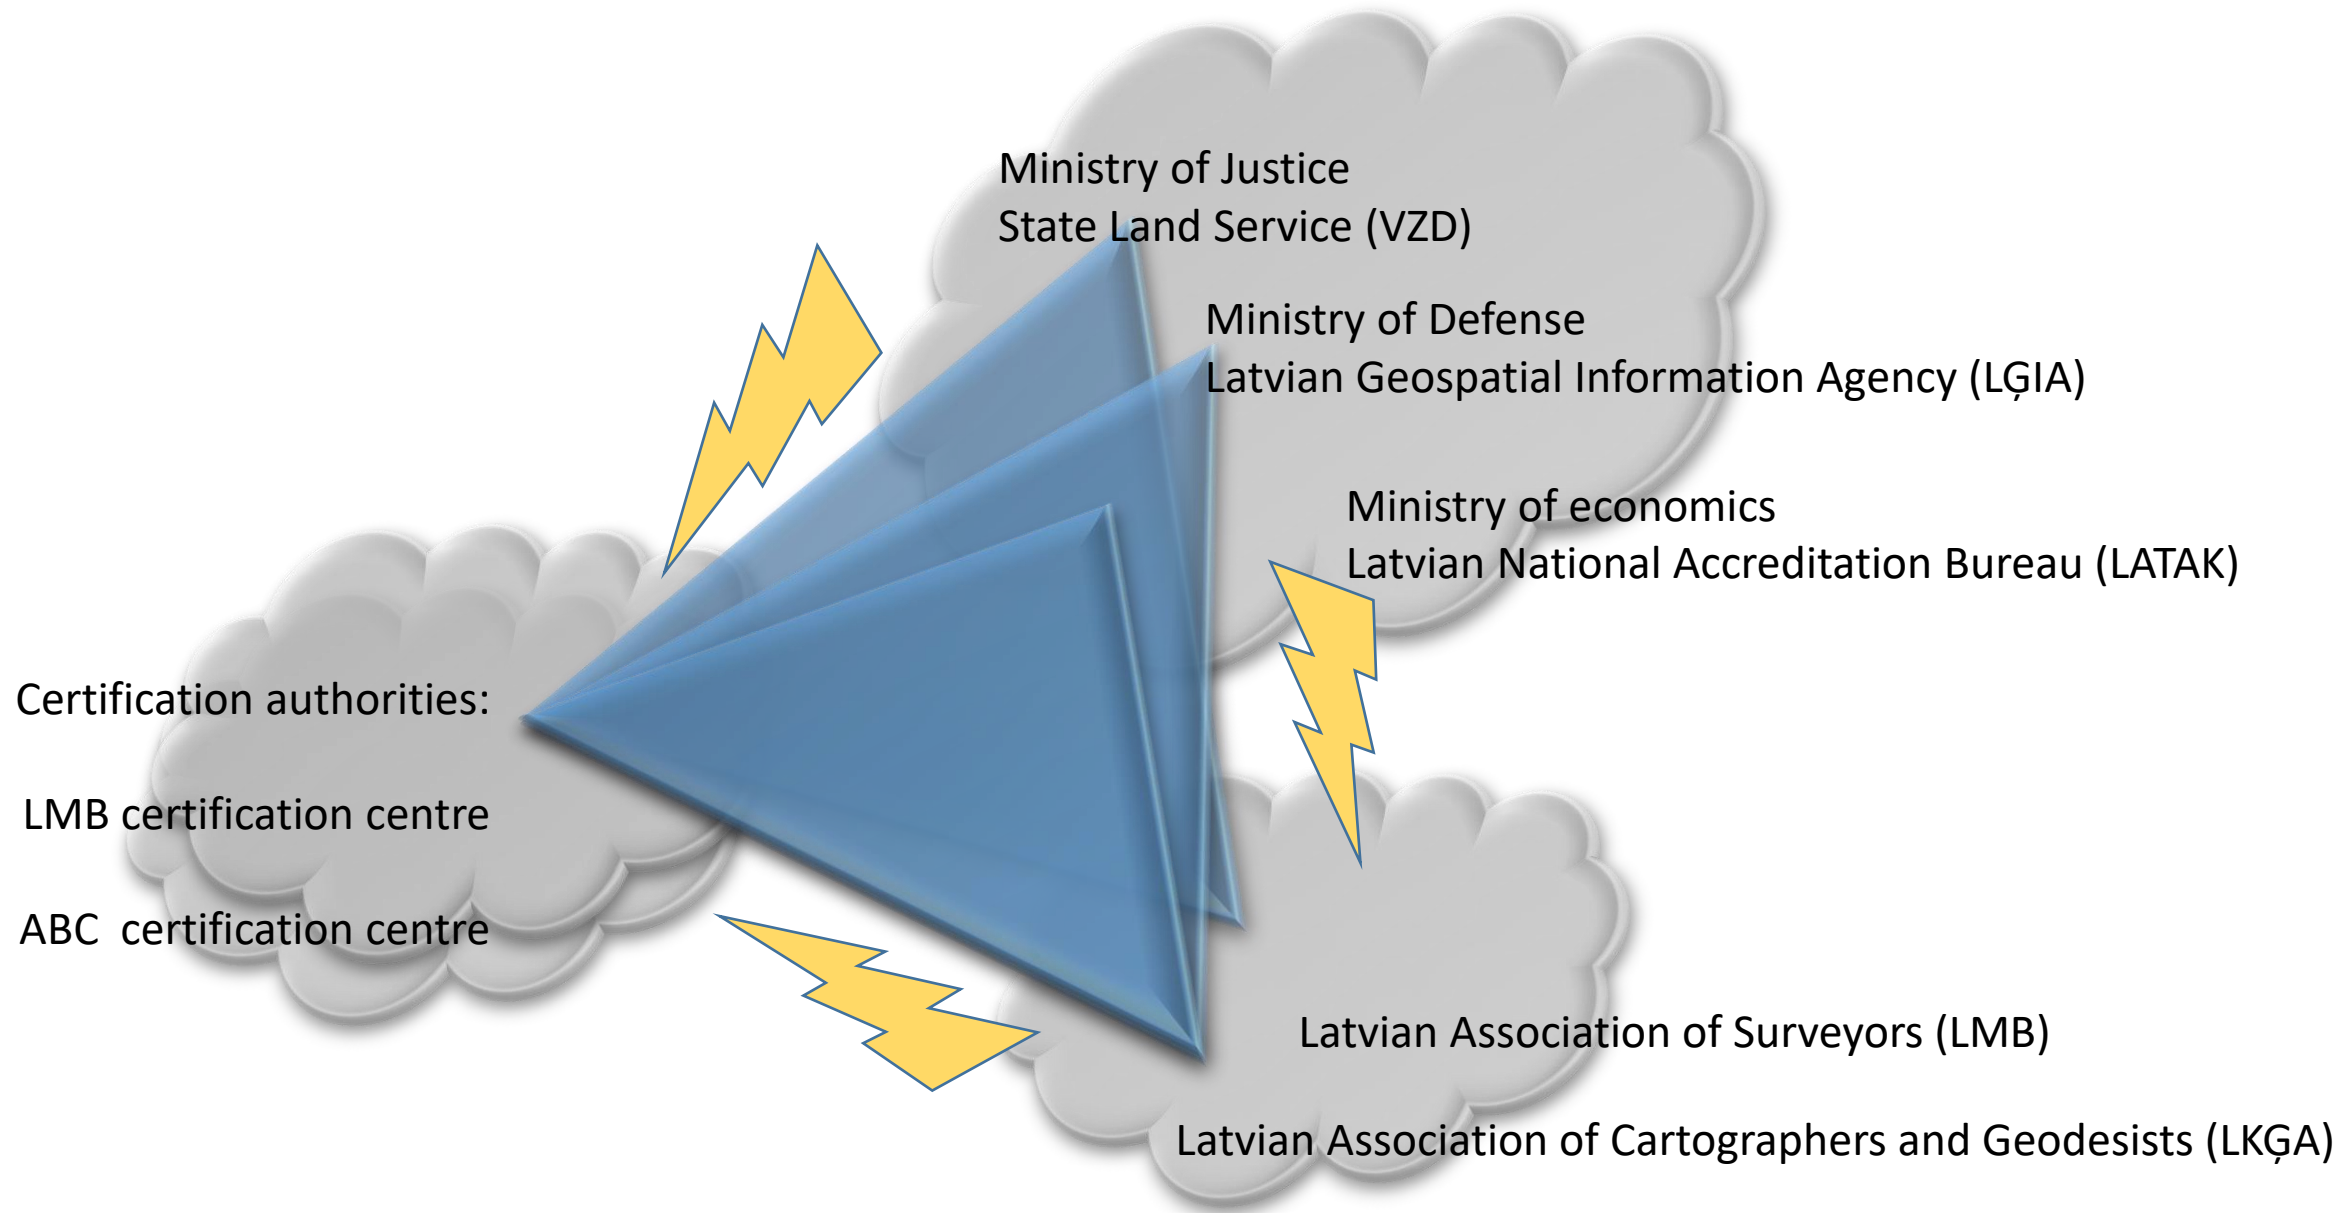 Ministry of Justice
State Land Service (VZD)
Ministry of Defense
Latvian Geospatial Information Agency (LĢIA)
Ministry of economics
Latvian National Accreditation Bureau (LATAK)
Certification authorities:
LMB certification centre
ABC  certification centre
Latvian Association of Surveyors (LMB)
Latvian Association of Cartographers and Geodesists (LKĢA)